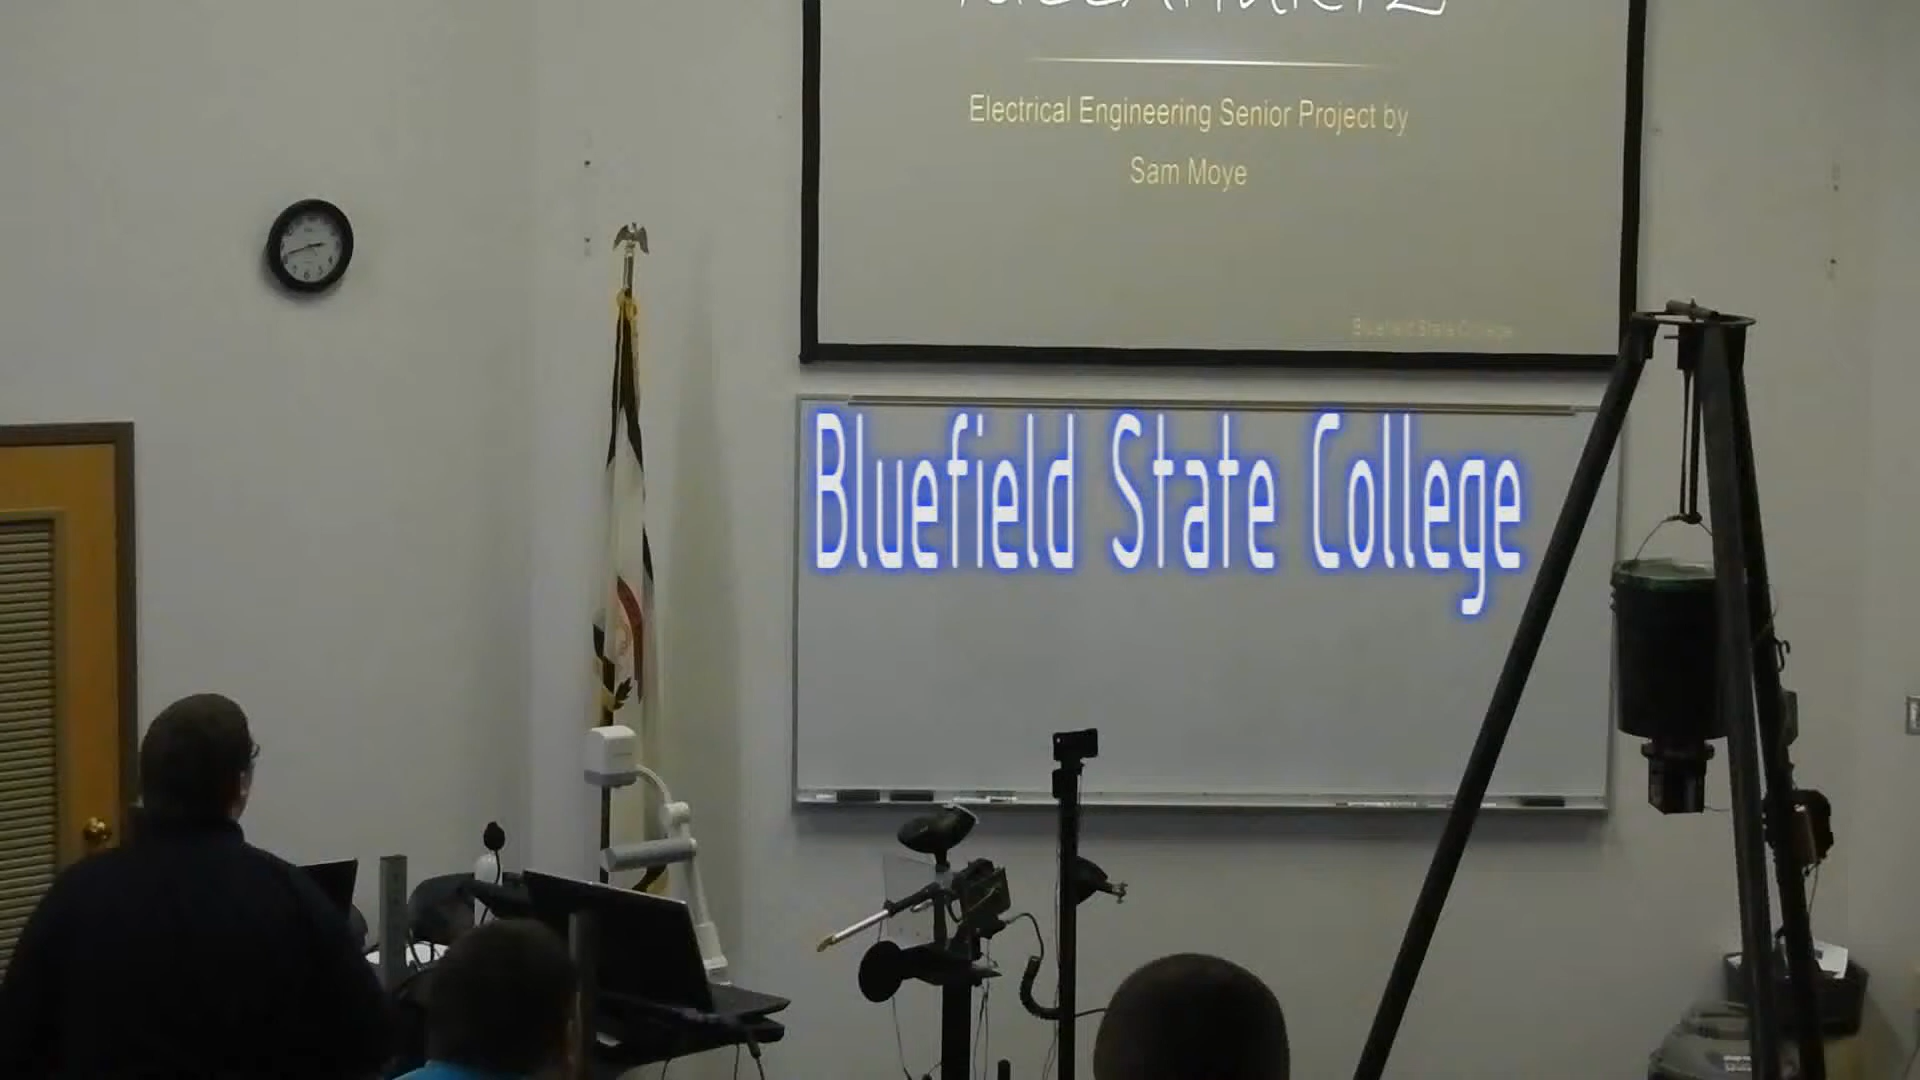 Electrical Engineering Senior Project by
Sam Moye
Bluefield State College
Bluefield State College